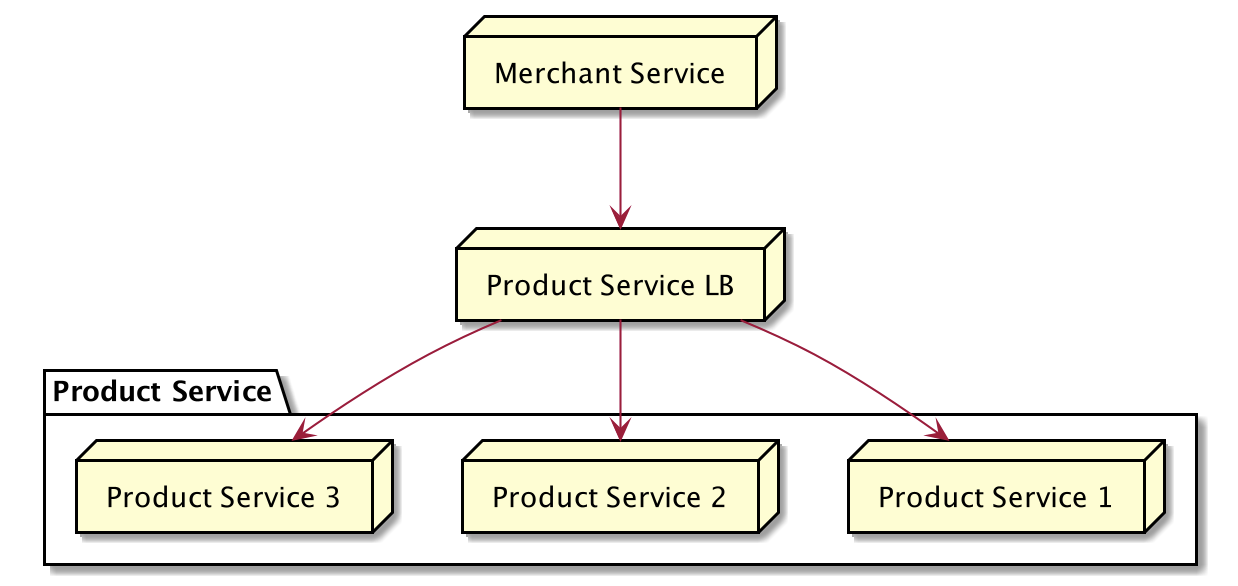 Merchant Service
Product Service LB
Product Service
Product Service 3
Product Service 2
Product Service 1